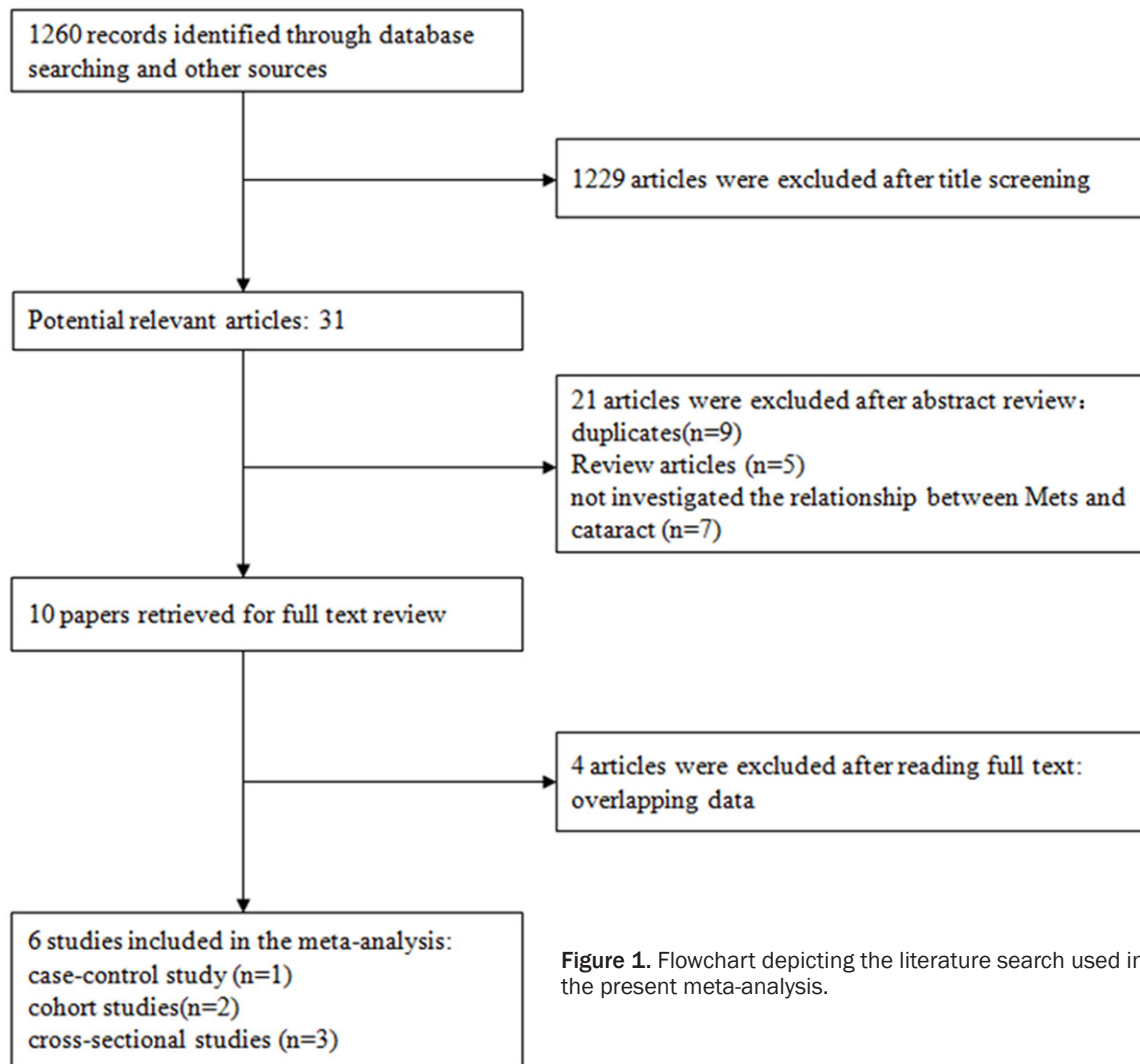 1260 records identified through database
searching and other sources
1229 articles were excluded after title screening
Potential relevant articles: 31
21 articles were excluded after abstract review：
duplicates(n=9)
Review articles (n=5)
not investigated the relationship between Mets and
cataract (n=7)
10 papers retrieved for full text review
4 articles were excluded after reading full text:
overlapping data
6 studies included in the meta-analysis:
case-control study (n=1)
cohort studies(n=2)
cross-sectional studies (n=3)
Figure 1. Flowchart depicting the literature search used in
the present meta-analysis.